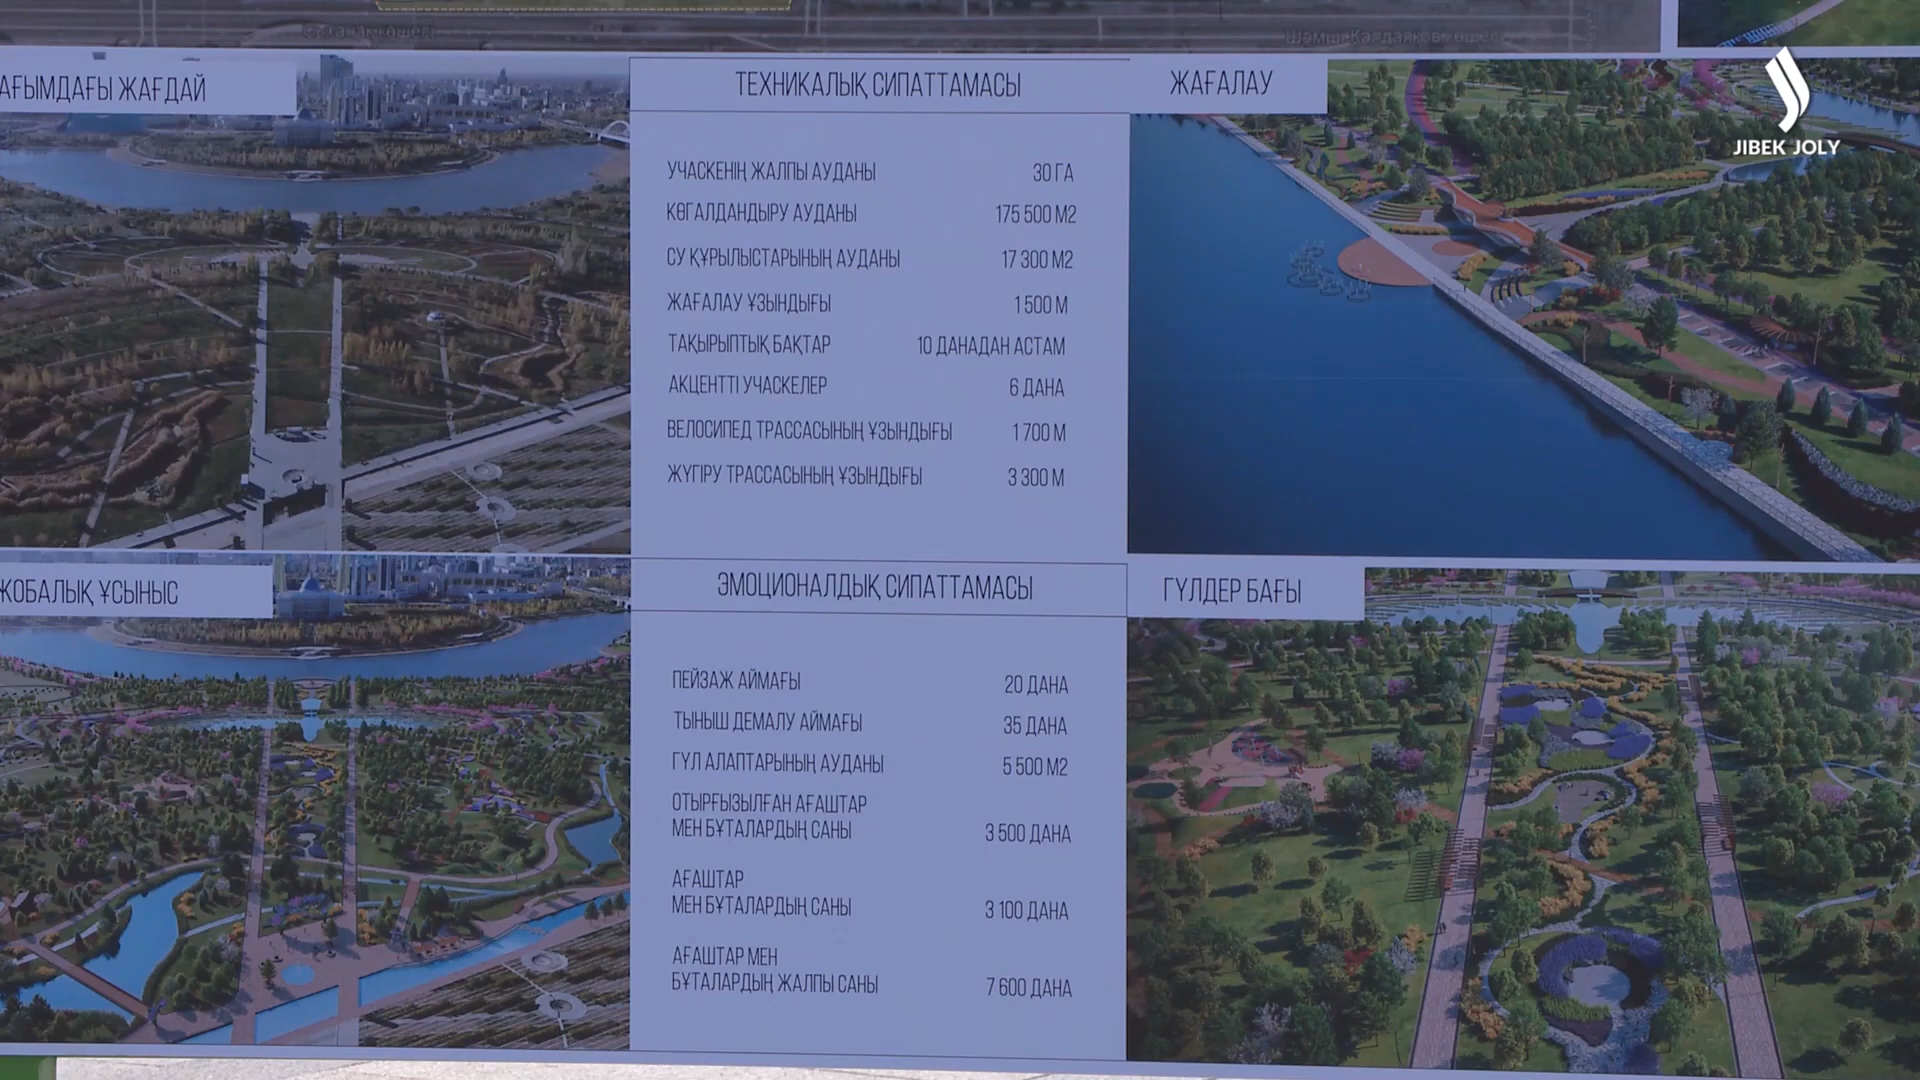 АҒЫМДАҒЫ ЖАҒДАЙ
ТЕХНИКАЛЫҚ СИПАТТАМАСЫ
УЧАСКЕНІҢ ЖАЛПЫ АУДАНЫ 30 ГА
КӨГАЛДАНДЫРУ АУДАНЫ 175 500 М2
СУ ҚҰРЫЛЫСТАРЫНЫҢ АУДАНЫ 17 300 М2
ЖАҒАЛАУ ҰЗЫНДЫҒЫ 1 500 М
ТАҚЫРЫПТЫҚ БАҚТАР 10 ДАНАДАН АСТАМ
АКЦЕНТТІ УЧАСКЕЛЕР 6 ДАНА
ВЕЛОСИПЕД ТРАССАСЫНЫҢ ҰЗЫНДЫҒЫ 1 700 М
ЖҮГІРУ ТРАССАСЫНЫҢ ҰЗЫНДЫҒЫ 3 300 М
ЖАҒАЛАУ
JIBEK JOLY
ЖОБАЛЫҚ ҰСЫНЫС
ЭМОЦИОНАЛДЫҚ СИПАТТАМАСЫ
ПЕЙЗАЖ АЙМАҒЫ 20 ДАНА
ТЫНЫШ ДЕМАЛУ АЙМАҒЫ 35 ДАНА
ГҮЛ АЛАПТАРЫНЫҢ АУДАНЫ 5 500 М2
ОТЫРҒЫЗЫЛҒАН АҒАШТАР
МЕН БҰТАЛАРДЫҢ САНЫ 3 500 ДАНА
АҒАШТАР
МЕН БҰТАЛАРДЫҢ САНЫ 3 100 ДАНА
АҒАШТАР МЕН
БҰТАЛАРДЫҢ ЖАЛПЫ САНЫ 7 600 ДАНА
ГҮЛДЕР БАҒЫ